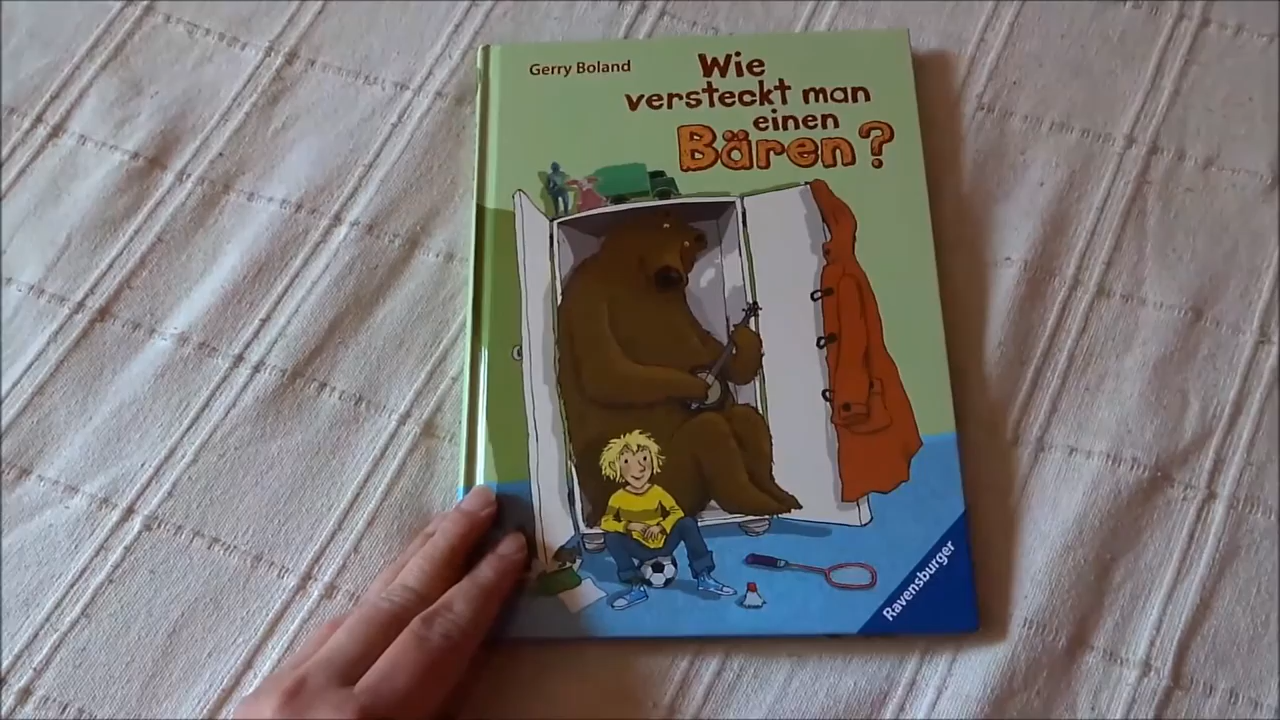 Gerry Boland
Wie
versteckt man
einen
Bären?
Ravensburger